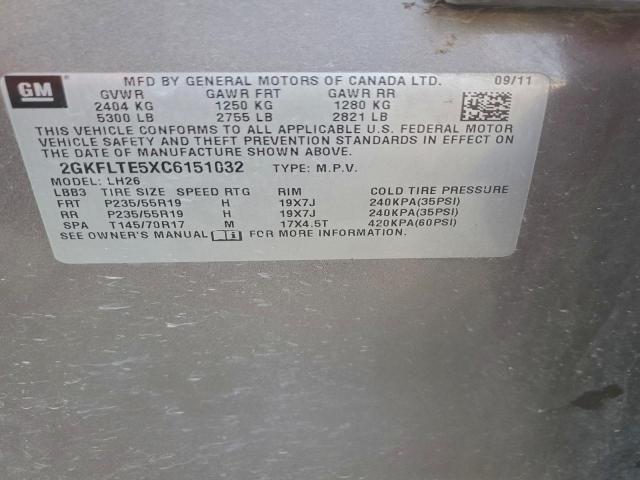 GM MFD BY GENERAL MOTORS OF CANADA LTD. 09/11
GVWR GAWR FRT GAWR RR
2404 KG 1250 KG 1280 KG
5300 LB 2755 LB 2821 LB
THIS VEHICLE CONFORMS TO ALL APPLICABLE U.S. FEDERAL MOTOR
VEHICLE SAFETY AND THEFT PREVENTION STANDARDS IN EFFECT ON
THE DATE OF MANUFACTURE SHOWN ABOVE.
2GKFLTE5XC6151032 TYPE: M.P.V.
MODEL: LH26
LBB3 TIRE SIZE SPEED RTG RIM COLD TIRE PRESSURE
FRT P235/55R19 H 19X7J 240KPA(35PSI)
RR P235/55R19 H 19X7J 240KPA(35PSI)
SPA T145/70R17 M 17X4.5T 420KPA(60PSI)
SEE OWNER'S MANUAL FOR MORE INFORMATION.